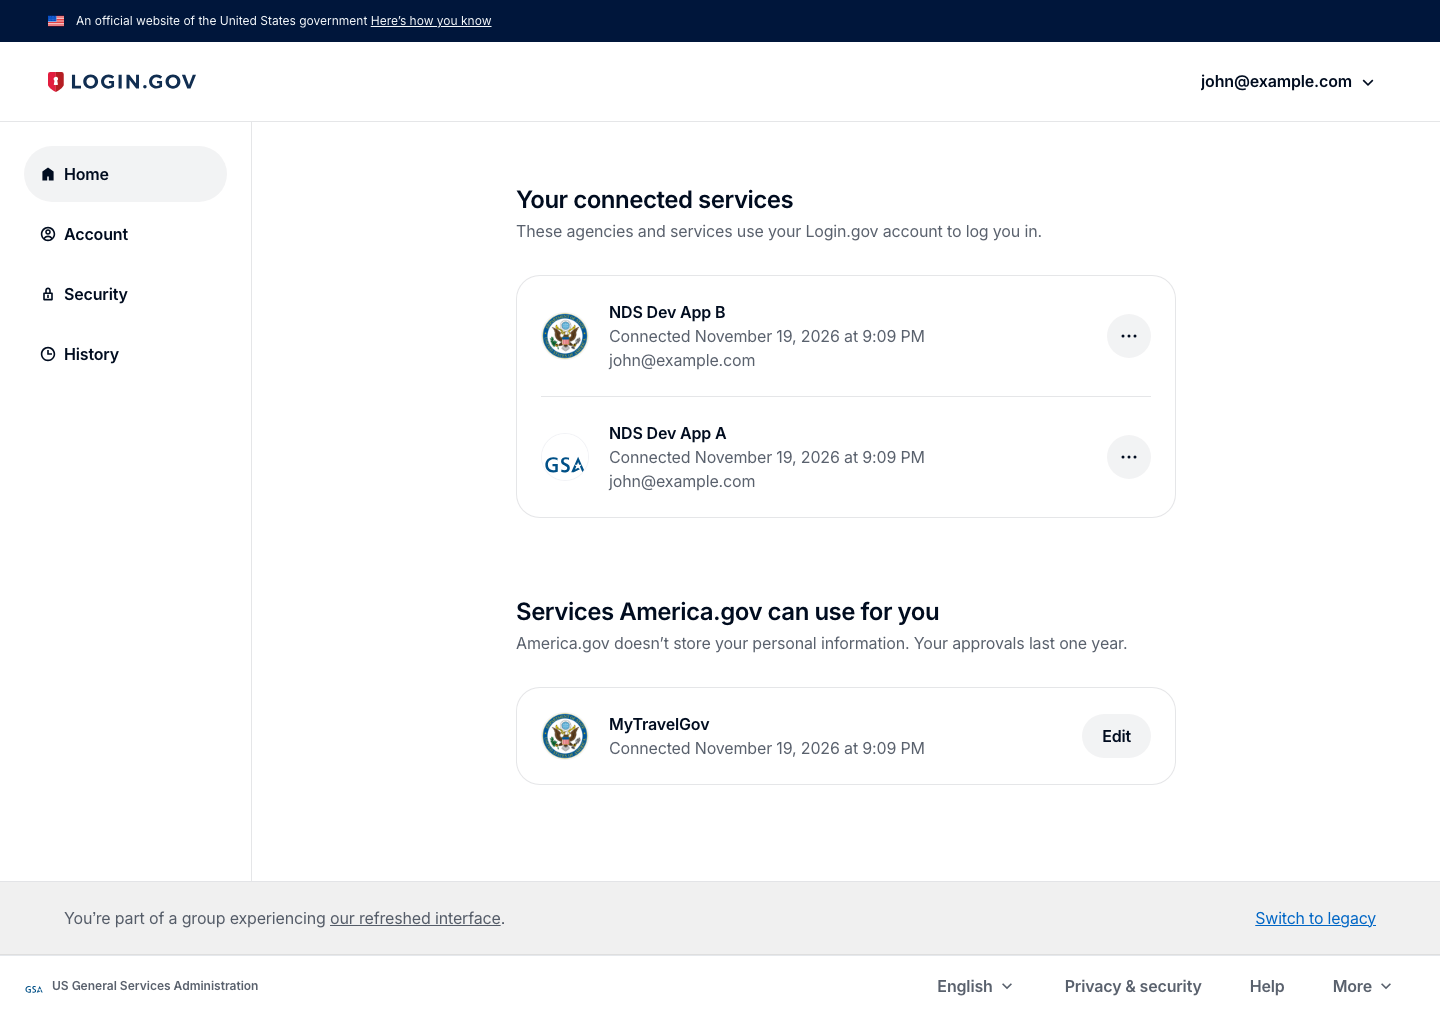 An official website of the United States government Here's how you know
LOGIN.GOV
john@example.com
Home
Account
Security
History
Your connected services
These agencies and services use your Login.gov account to log you in.
NDS Dev App B
Connected November 19, 2026 at 9:09 PM
john@example.com
GSA
NDS Dev App A
Connected November 19, 2026 at 9:09 PM
john@example.com
Services America.gov can use for you
America.gov doesn't store your personal information. Your approvals last one year.
MyTravelGov
Connected November 19, 2026 at 9:09 PM
Edit
You're part of a group experiencing our refreshed interface.
Switch to legacy
GSA US General Services Administration
English
Privacy & security
Help
More